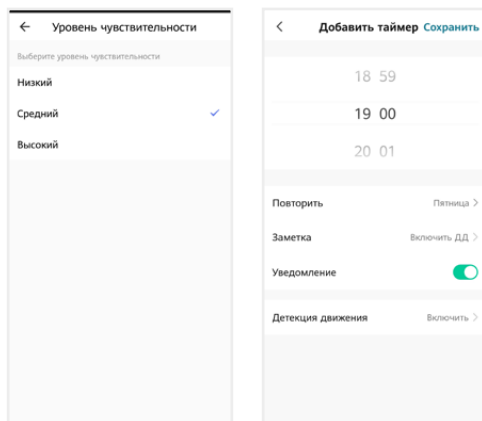 Уровень чувствительности
Выберите уровень чувствительности
Низкий
Средний
Высокий
Добавить таймер Сохранить
18 59
19 00
20 01
Повторить Пятница
Заметка Включить ДД
Уведомление
Детекция движения Включить